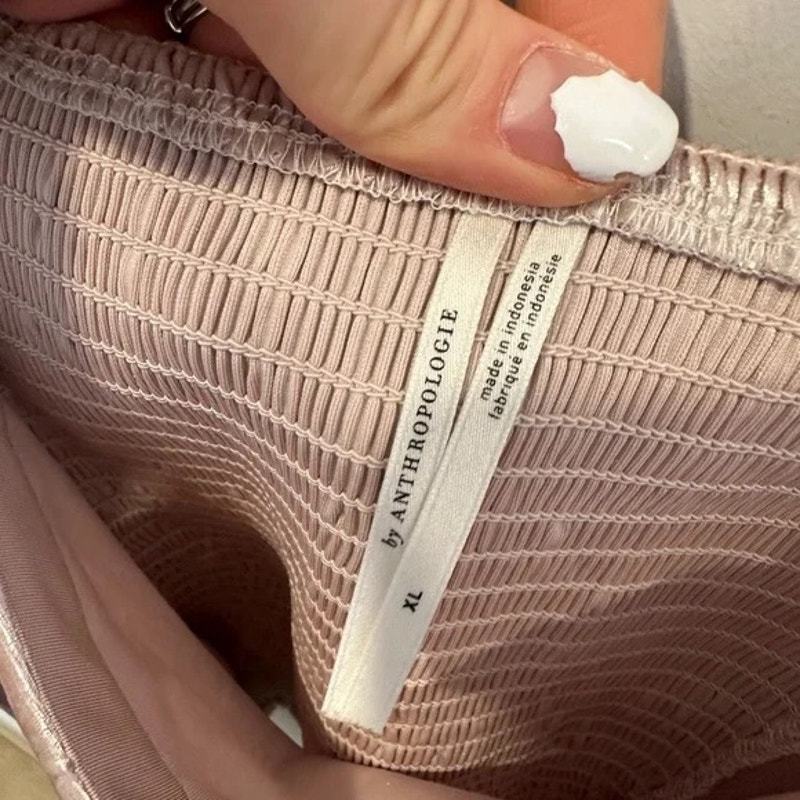 by ANTHROPOLOGIE
made in indonesia
fabriqué en indonésie
XL